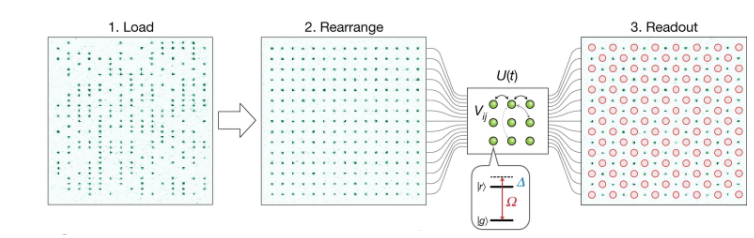 1. Load
2. Rearrange
3. Readout
U(t)
Vij
|r⟩
Δ
Ω
|g⟩